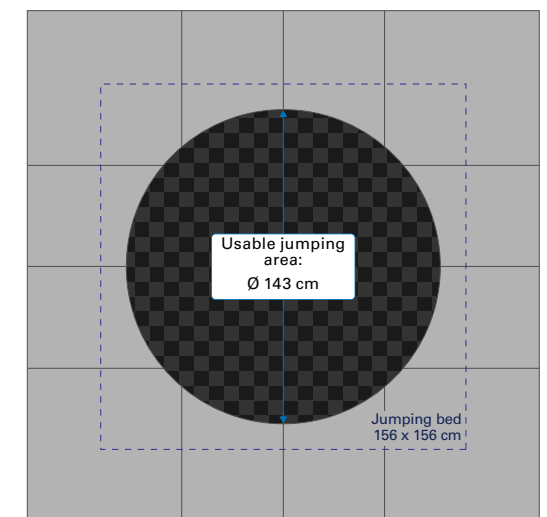 Usable jumping
area:
Ø 143 cm
Jumping bed
156 x 156 cm